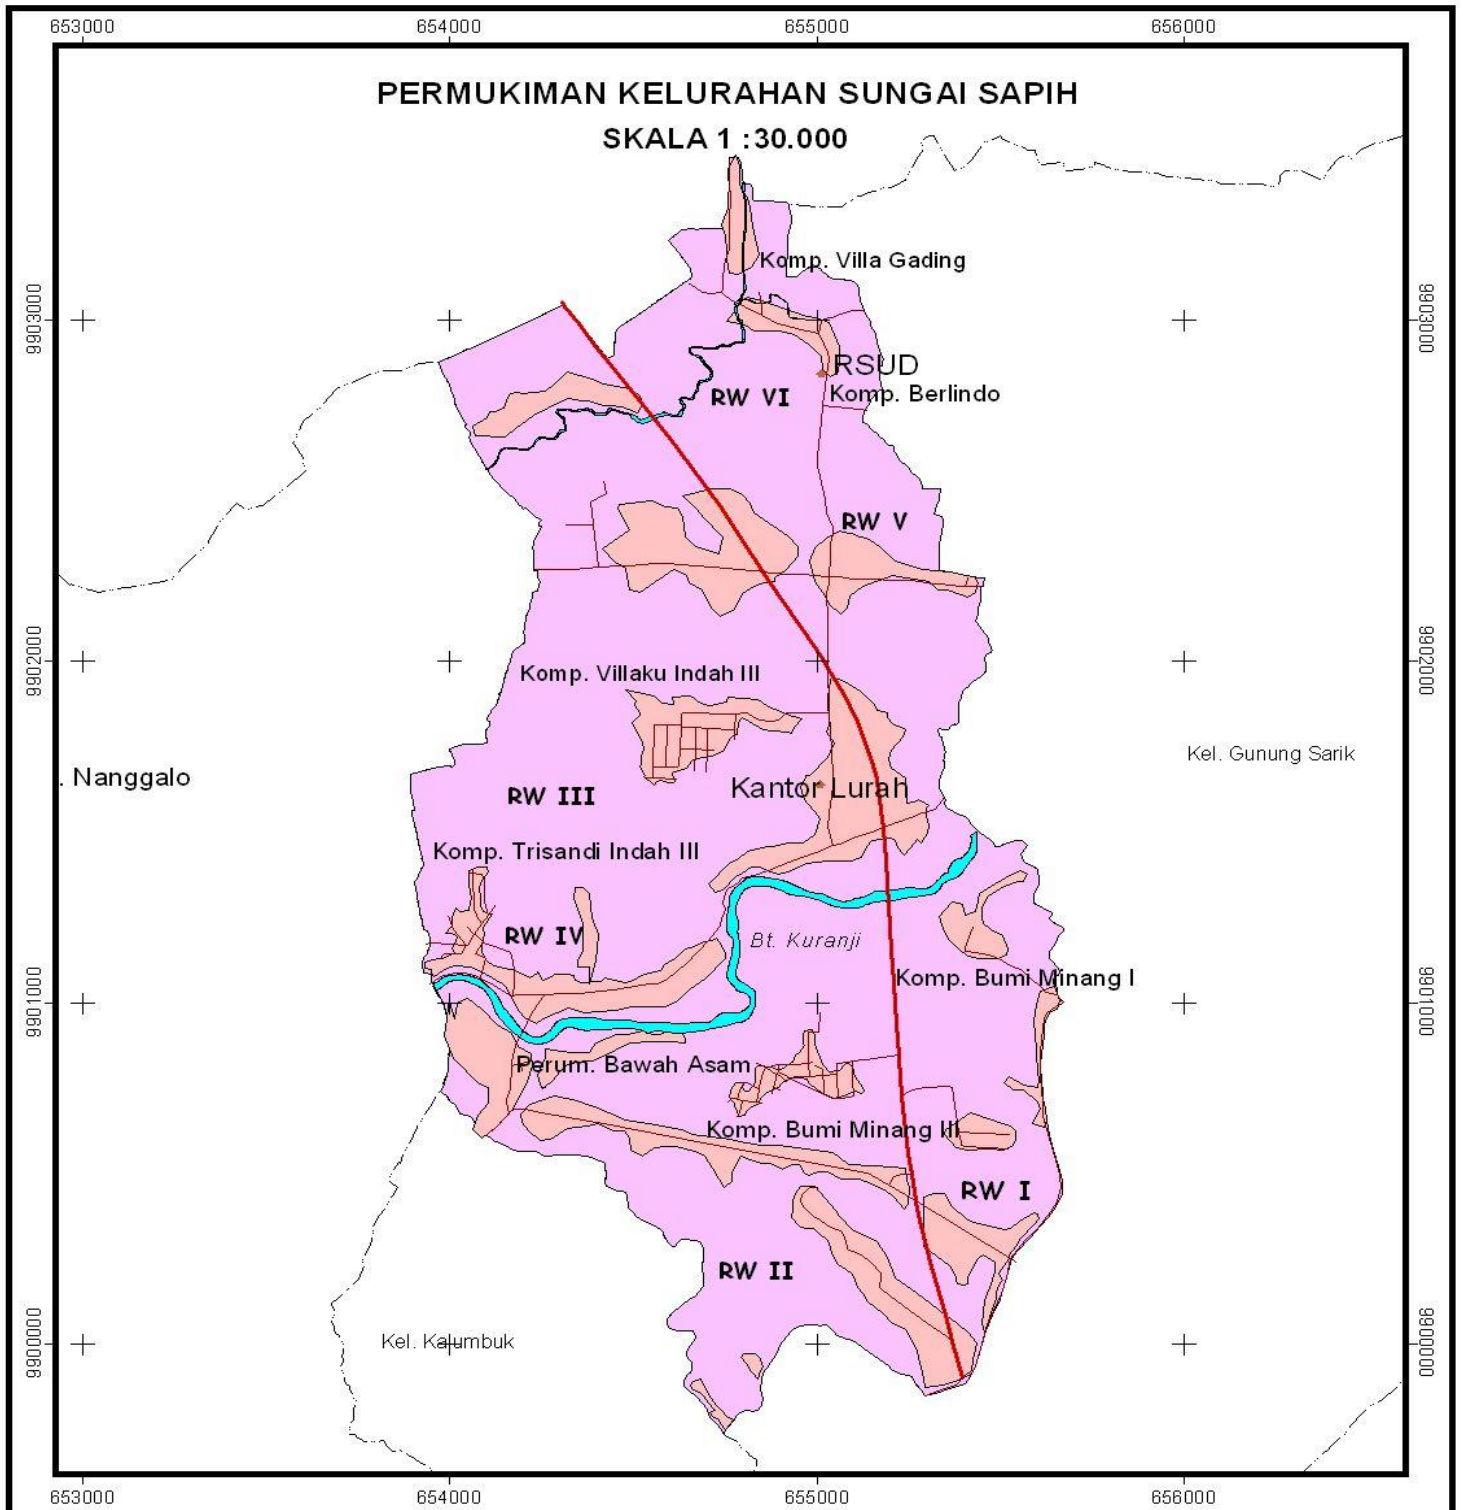 653000 654000 655000 656000
PERMUKIMAN KELURAHAN SUNGAI SAPIH
SKALA 1 :30.000
Komp. Villa Gading
9903000 9903000
RSUD
Komp. Berlindo
RW VI
RW V
9902000 9902000
Komp. Villaku Indah III
Kel. Gunung Sarik
. Nanggalo
Kantor Lurah
RW III
Komp. Trisandi Indah III
RW IV
Bt. Kuranji
Komp. Bumi Minang I
9901000 9901000
Perum. Bawah Asam
Komp. Bumi Minang III
RW I
RW II
Kel. Kalumbuk
9900000 9900000
653000 654000 655000 656000